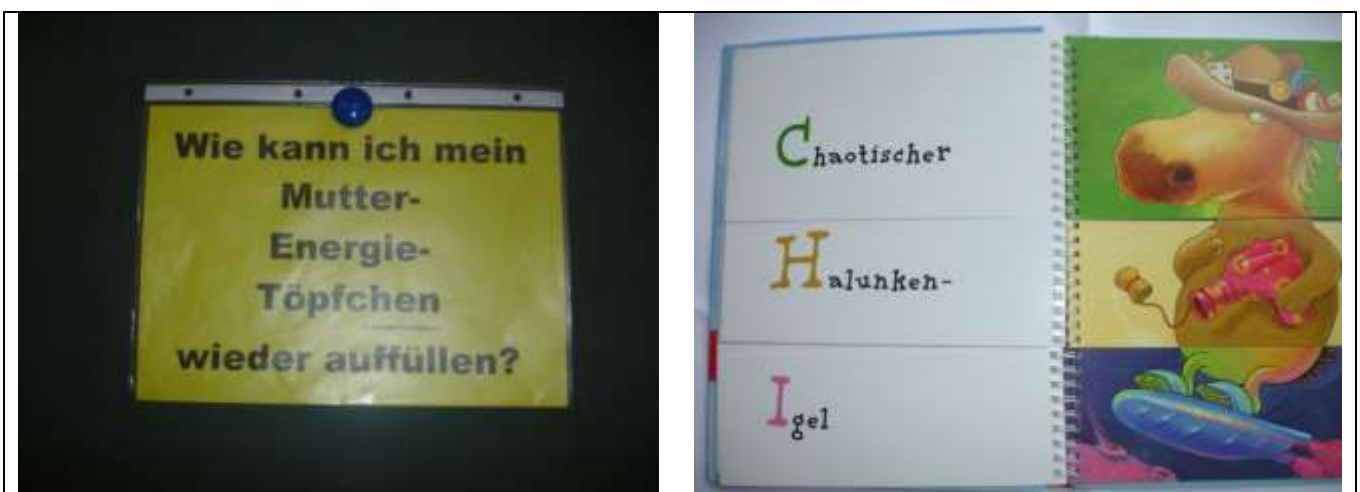 Wie kann ich mein
Mutter-
Energie-
Töpfchen
wieder auffüllen?
Chaotischer
Halunken-
Igel